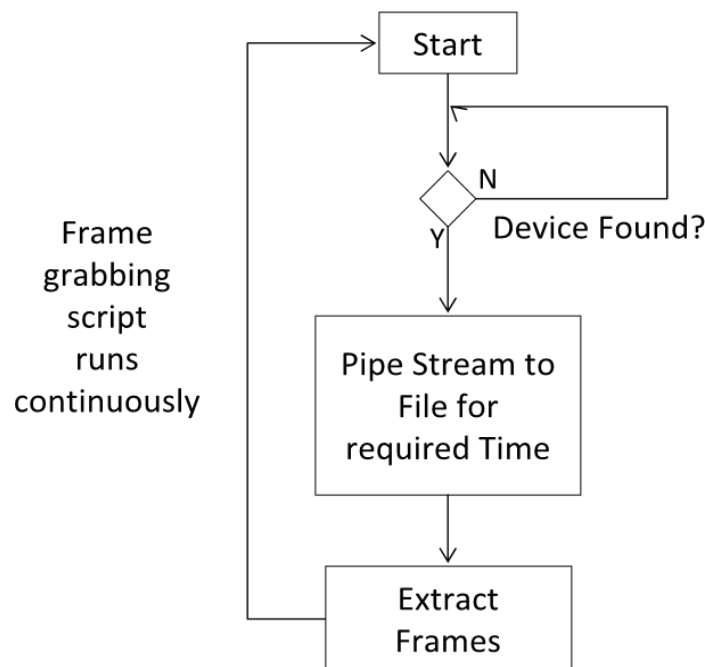 Start
N
Device Found?
Y
Frame
grabbing
script
runs
continuously
Pipe Stream to
File for
required Time
Extract
Frames